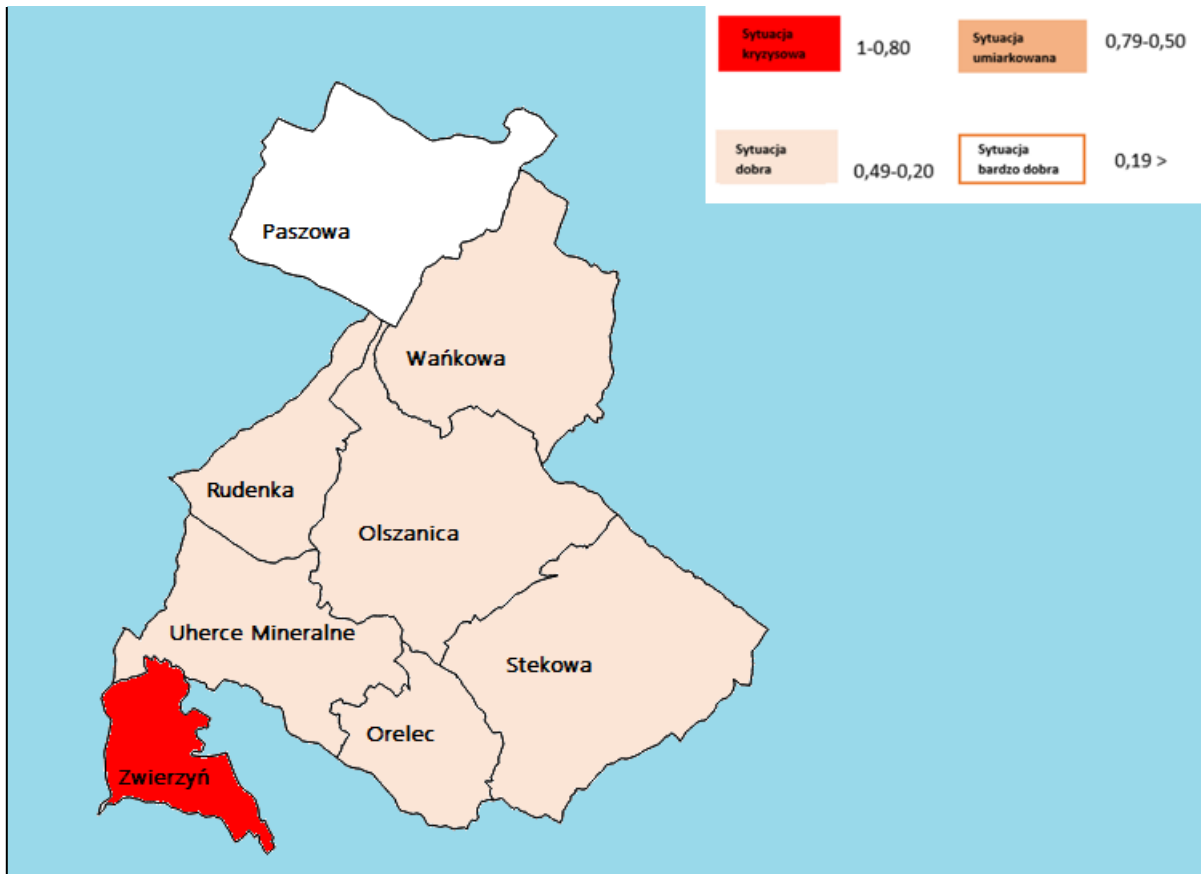 Sytuacja
kryzysowa
1-0,80
Sytuacja
umiarkowana
0,79-0,50
Sytuacja
dobra
0,49-0,20
Sytuacja
bardzo dobra
0,19 >
Paszowa
Wańkowa
Rudenka
Olszanica
Uherce Mineralne
Stekowa
Orelec
Zwierzyń